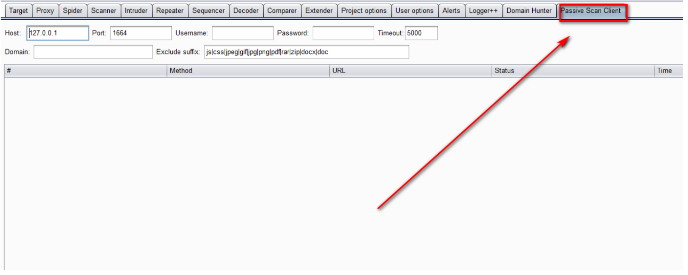 Target Proxy Spider Scanner Intruder Repeater Sequencer Decoder Comparer Extender Project options User options Alerts Logger++ Domain Hunter Passive Scan Client
Host: 127.0.0.1 Port: 1664 Username: Password: Timeout: 5000
Domain: Exclude suffix: js|css|jpeg|gif|jpg|png|pdf|rar|zip|docx|doc
# Method URL Status Time